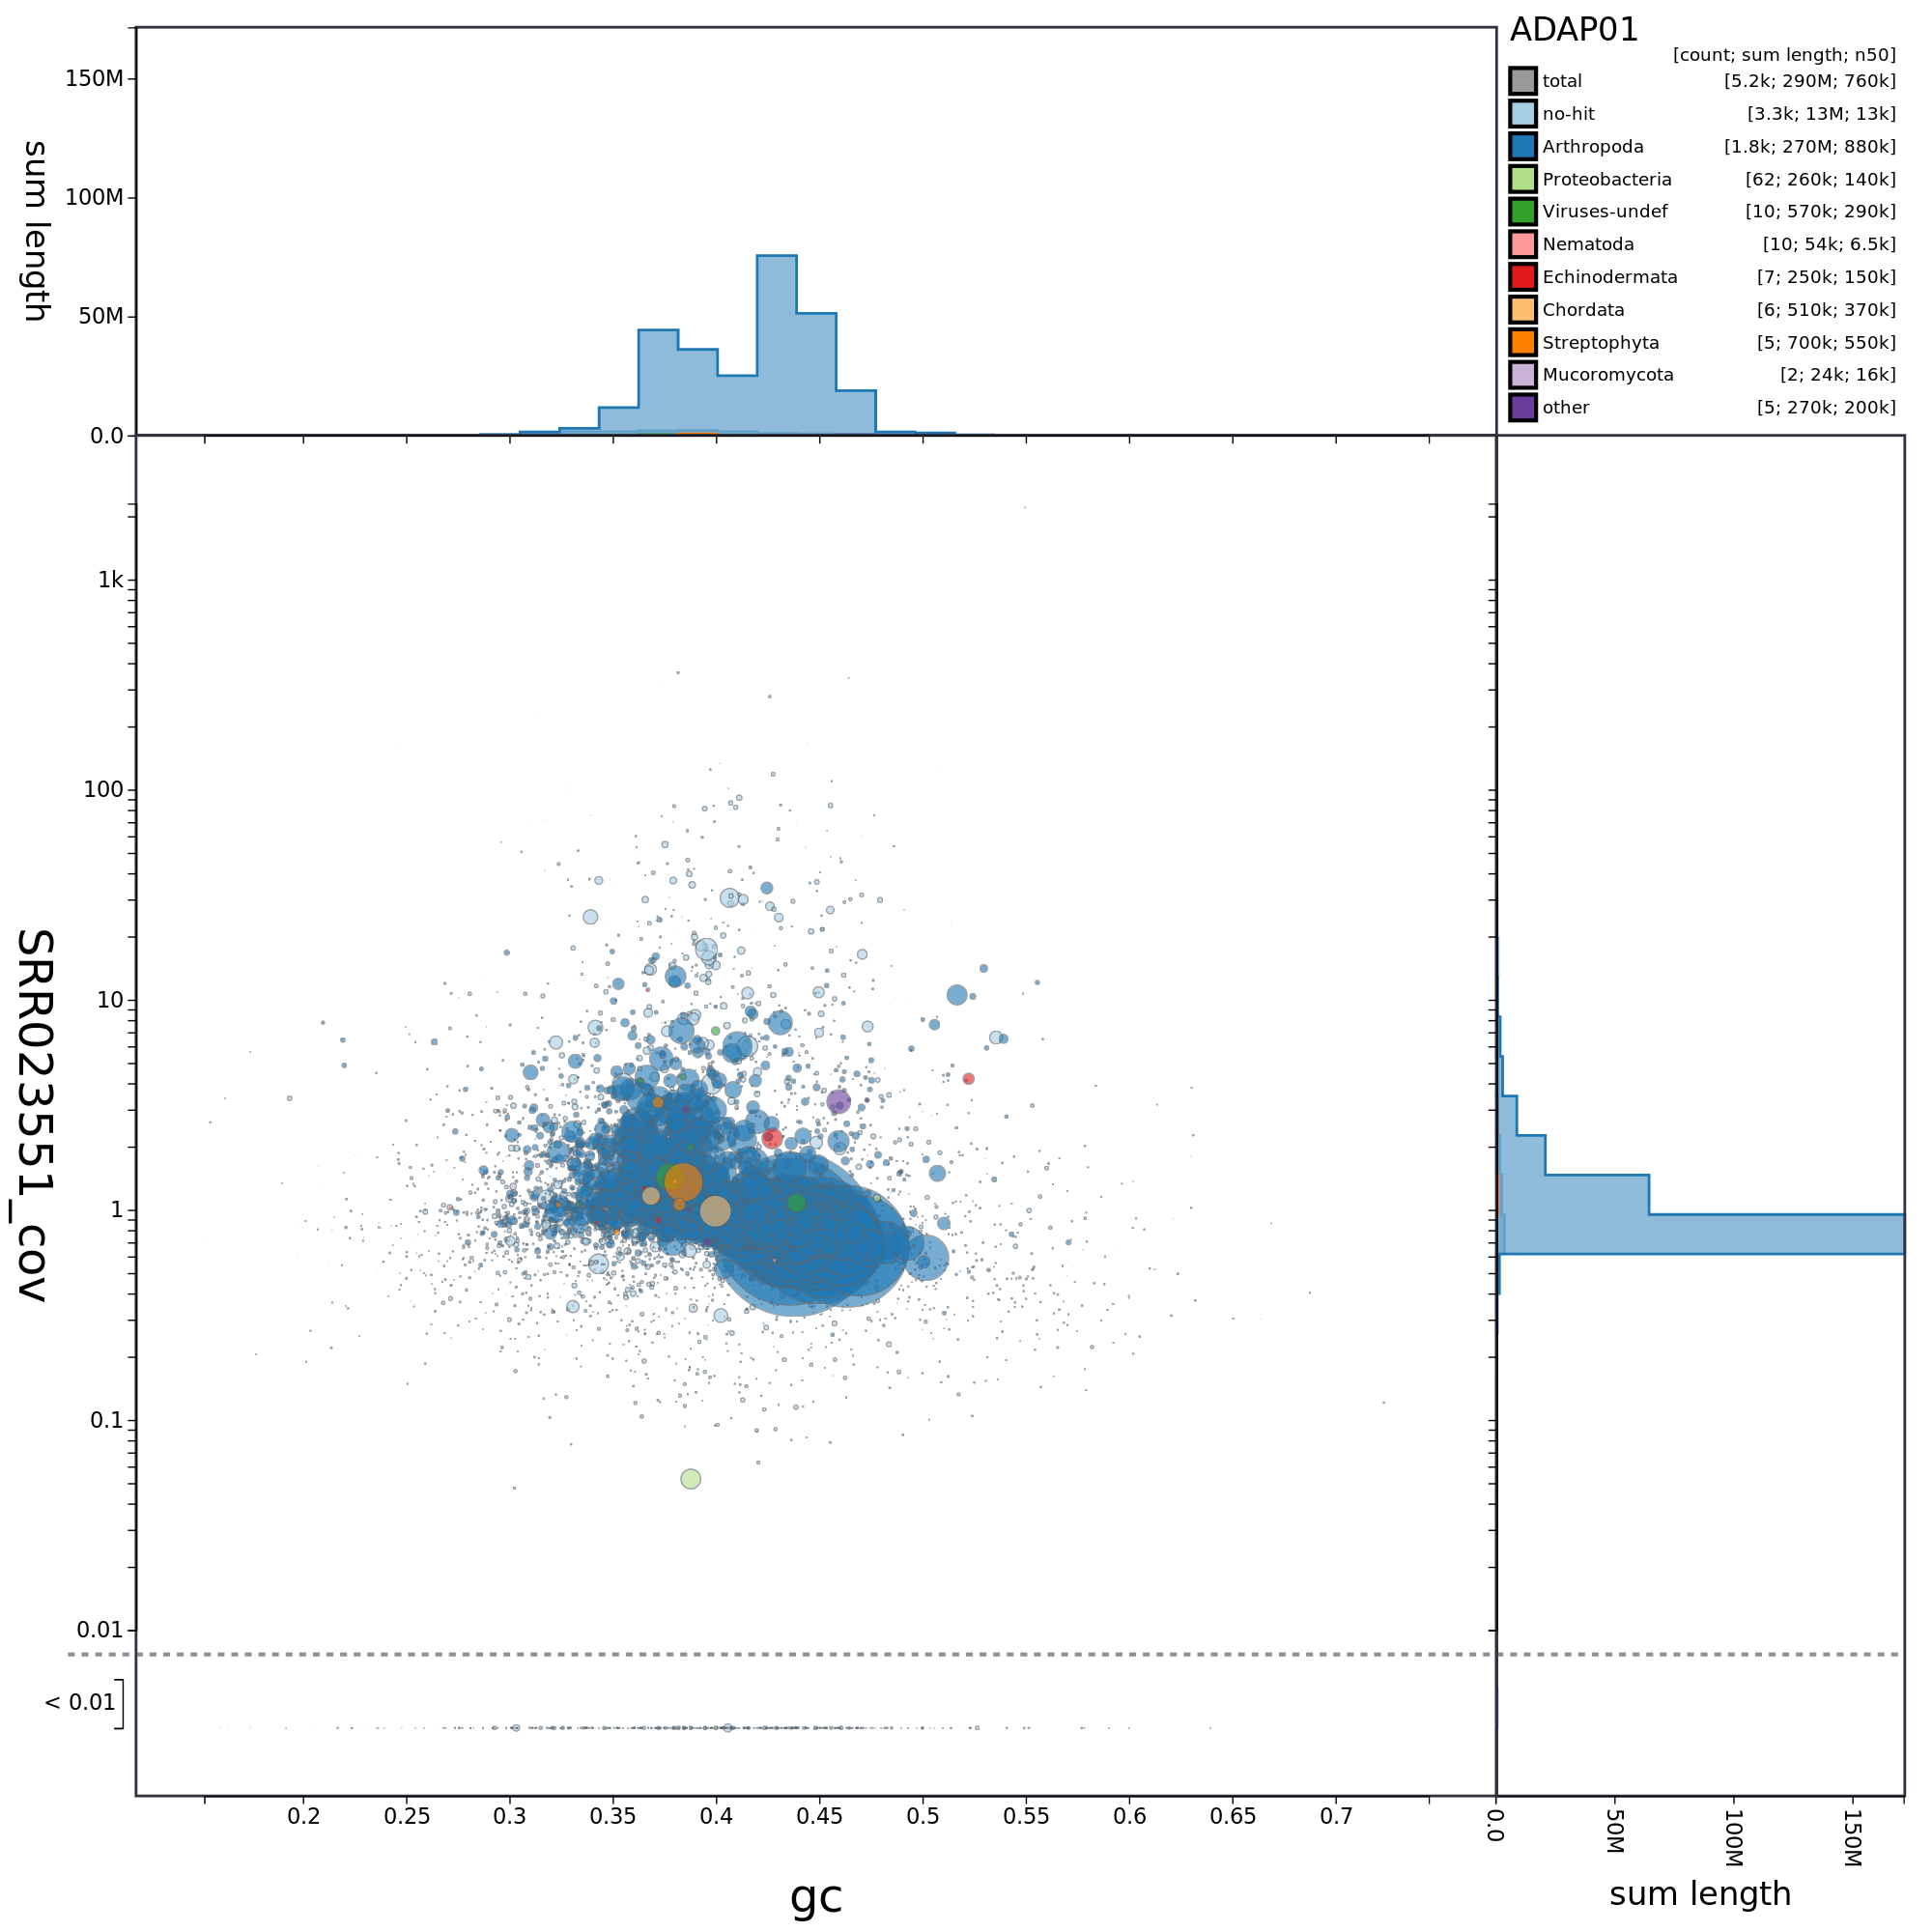 ADAP01
[count; sum length; n50]
total [5.2k; 290M; 760k]
no-hit [3.3k; 13M; 13k]
Arthropoda [1.8k; 270M; 880k]
Proteobacteria [62; 260k; 140k]
Viruses-undef [10; 570k; 290k]
Nematoda [10; 54k; 6.5k]
Echinodermata [7; 250k; 150k]
Chordata [6; 510k; 370k]
Streptophyta [5; 700k; 550k]
Mucoromycota [2; 24k; 16k]
other [5; 270k; 200k]
sum length
150M
100M
50M
0.0
SRR023551_cov
1k
100
10
1
0.1
0.01
< 0.01
0.2 0.25 0.3 0.35 0.4 0.45 0.5 0.55 0.6 0.65 0.7
gc
0.0 50M 100M 150M
sum length